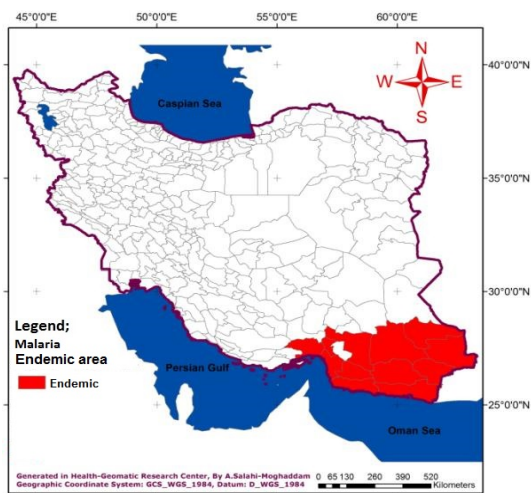 45°0'0"E 50°0'0"E 55°0'0"E 60°0'0"E
N
W E
S
40°0'0"N
Caspian Sea
35°0'0"N
30°0'0"N
Legend;
Malaria
Endemic area
Endemic
Persian Gulf
25°0'0"N
Oman Sea
Generated in Health-Geomatic Research Center, By A.Salahi-Moghaddam
Geographic Coordinate System: GCS_WGS_1984, Datum: D_WGS_1984
0 65 130 260 390 520
Kilometers